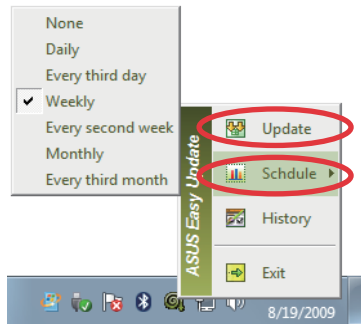 None
Daily
Every third day
Weekly
Every second week
Monthly
Every third month
ASUS Easy Update
Update
Schdule
History
Exit
8/19/2009